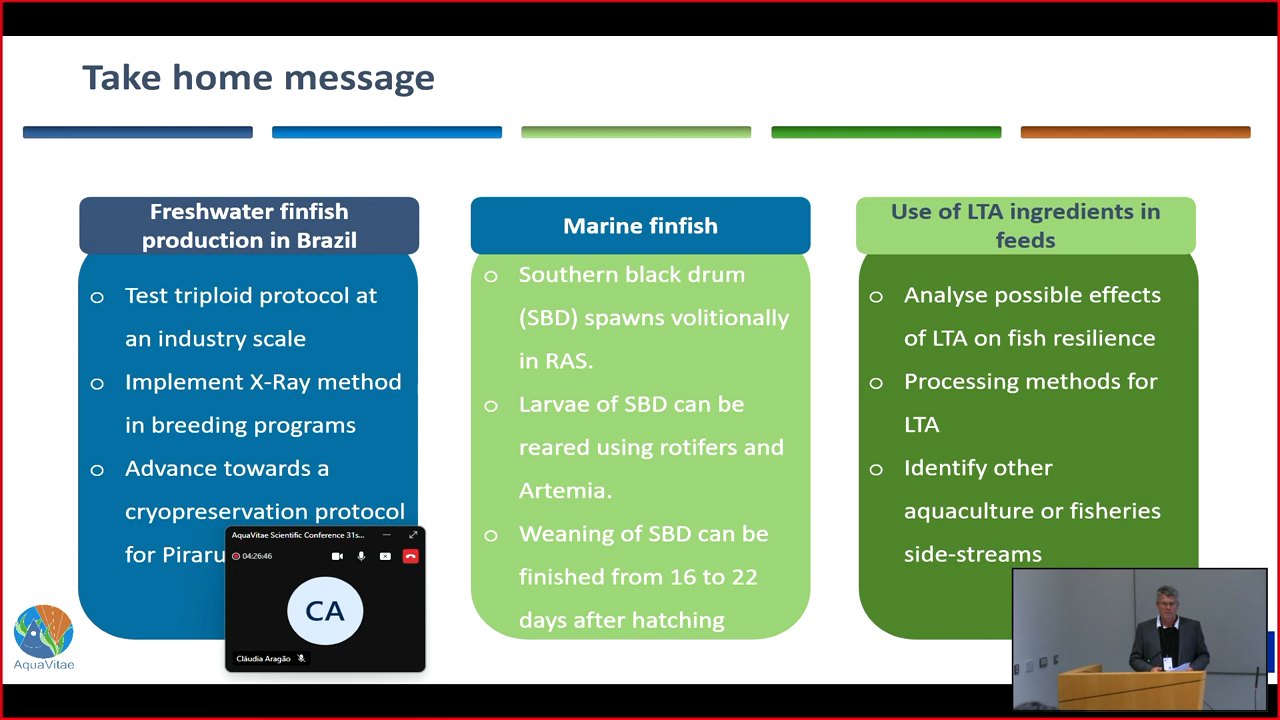 Take home message
Freshwater finfish
production in Brazil
o Test triploid protocol at
an industry scale
o Implement X-Ray method
in breeding programs
o Advance towards a
cryopreservation protocol
for
Marine finfish
o Southern black drum
(SBD) spawns volitionally
in RAS.
o Larvae of SBD can be
reared using rotifers and
Artemia.
o Weaning of SBD can be
finished from 16 to 22
days after hatching
Use of LTA ingredients in
feeds
o Analyse possible effects
of LTA on fish resilience
o Processing methods for
LTA
o Identify other
aquaculture or fisheries
side-streams
AquaVitae Scientific Conference 31s...
04:26:46
CA
Cláudia Aragão
AquaVitae